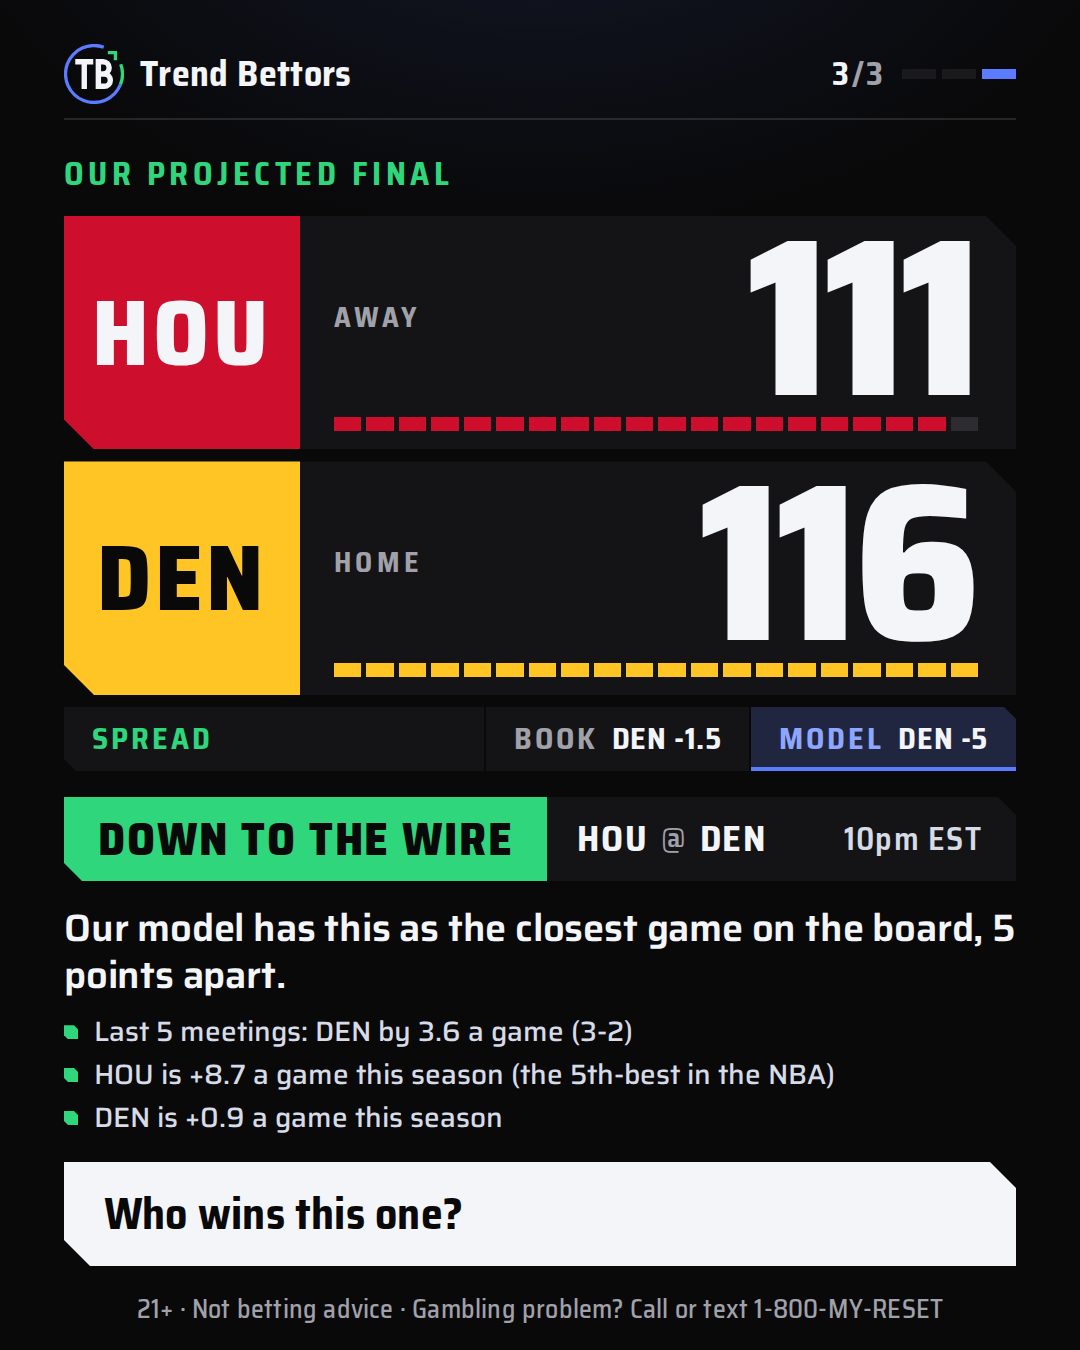 TB Trend Bettors
3/3
OUR PROJECTED FINAL
HOU
AWAY
111
DEN
HOME
116
SPREAD BOOK DEN -1.5 MODEL DEN -5
DOWN TO THE WIRE HOU @ DEN 10pm EST
Our model has this as the closest game on the board, 5
points apart.
Last 5 meetings: DEN by 3.6 a game (3-2)
HOU is +8.7 a game this season (the 5th-best in the NBA)
DEN is +0.9 a game this season
Who wins this one?
21+ · Not betting advice · Gambling problem? Call or text 1-800-MY-RESET